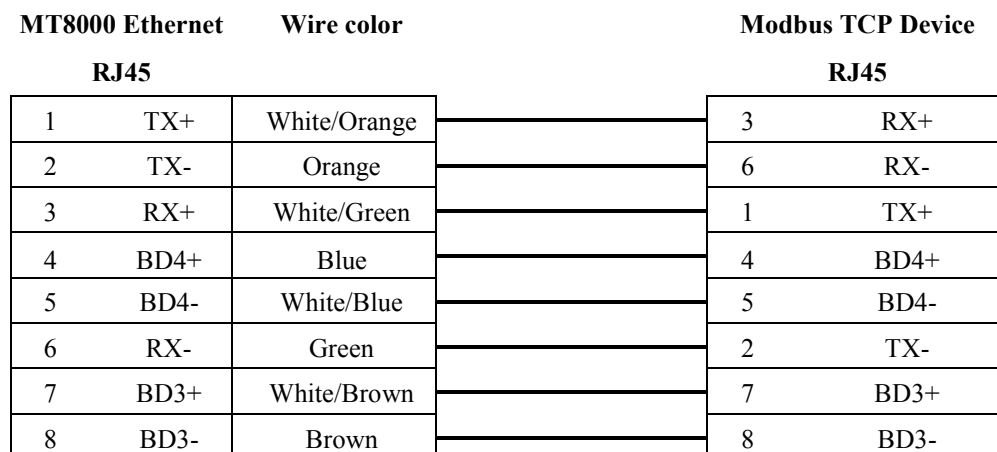 MT8000 Ethernet Wire color Modbus TCP Device
RJ45 RJ45
1 TX+ White/Orange 3 RX+
2 TX- Orange 6 RX-
3 RX+ White/Green 1 TX+
4 BD4+ Blue 4 BD4+
5 BD4- White/Blue 5 BD4-
6 RX- Green 2 TX-
7 BD3+ White/Brown 7 BD3+
8 BD3- Brown 8 BD3-